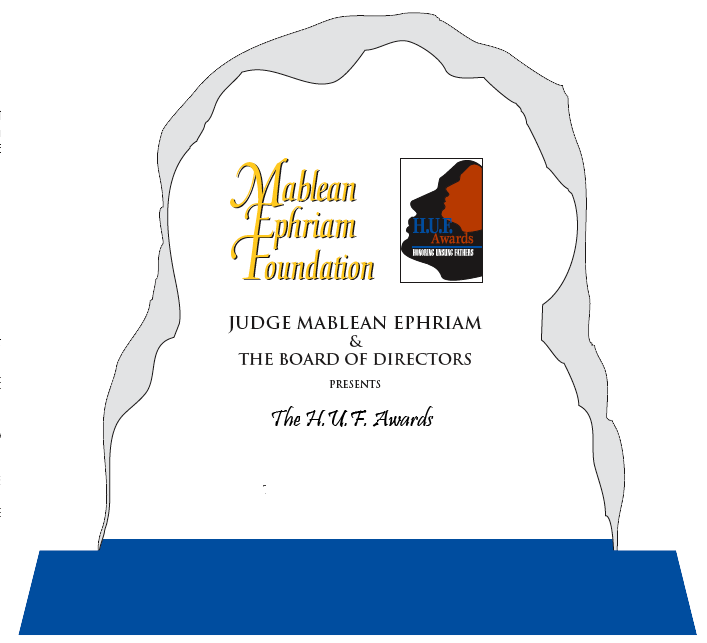 Mablean
Ephriam
Foundation
H.U.F.
Awards
HONORING UNSUNG FATHERS
JUDGE MABLEAN EPHRIAM
&
THE BOARD OF DIRECTORS
PRESENTS
The H.U.F. Awards